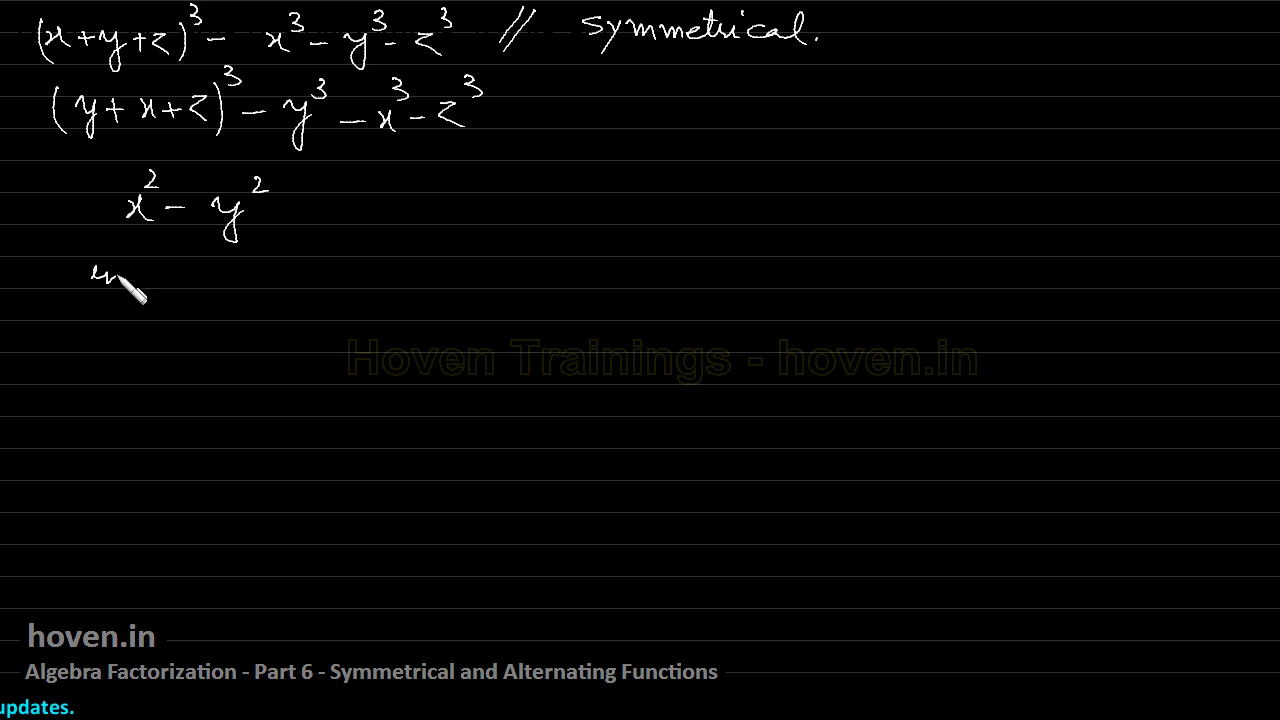 (x+y+z)³ - x³ - y³ - z³ // symmetrical.
(y+x+z)³ - y³ - x³ - z³
x² - y²
Hoven Trainings - hoven.in
hoven.in
Algebra Factorization - Part 6 - Symmetrical and Alternating Functions
updates.